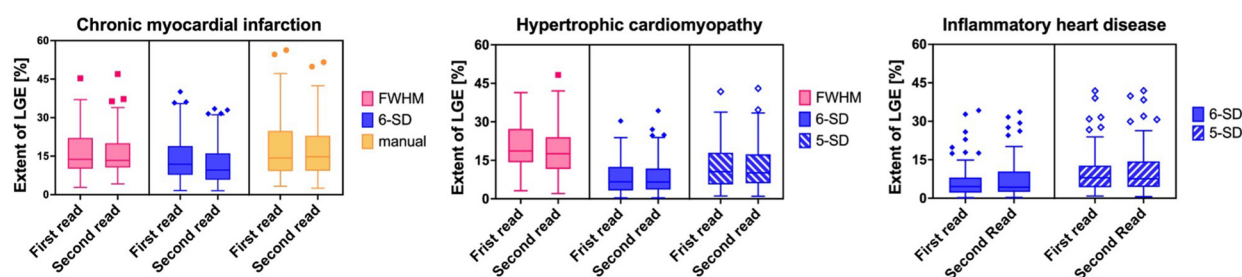 Chronic myocardial infarction
Extent of LGE [%]
60
45
30
15
0
First read
Second read
First read
Second read
First read
Second read
FWHM
6-SD
manual
Hypertrophic cardiomyopathy
Extent of LGE [%]
60
45
30
15
0
Frist read
Second read
First read
Second read
First read
Second read
FWHM
6-SD
5-SD
Inflammatory heart disease
Extent of LGE [%]
60
45
30
15
0
First read
Second Read
First read
Second Read
6-SD
5-SD